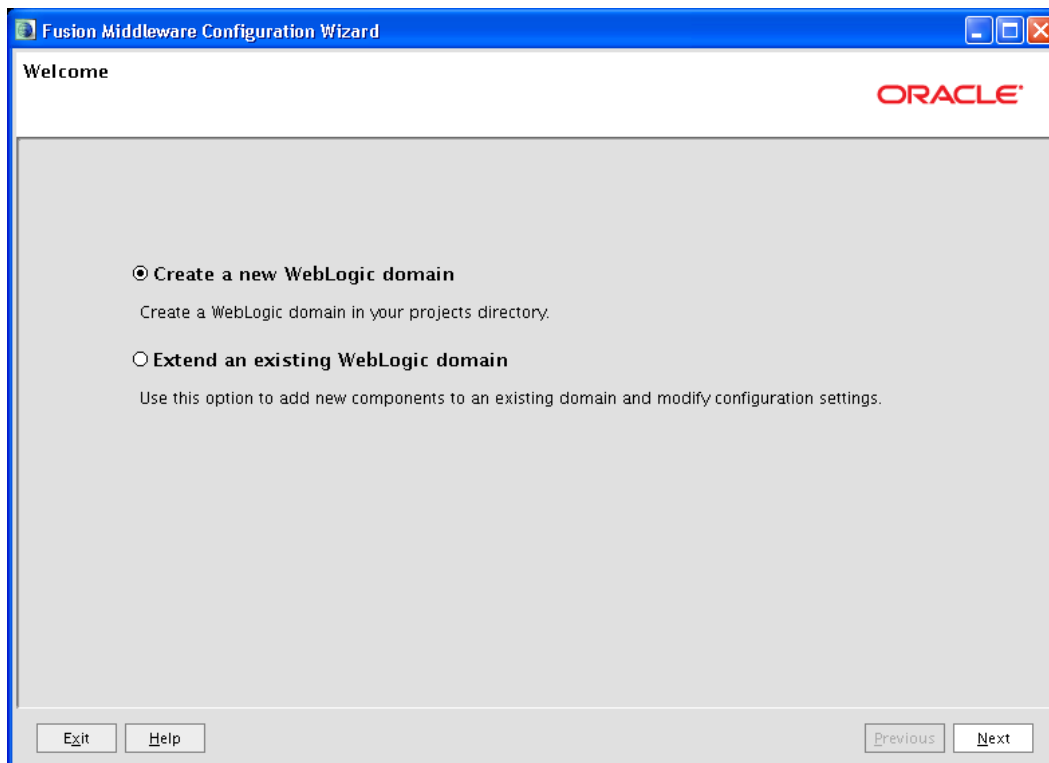 Fusion Middleware Configuration Wizard
Welcome
ORACLE
Create a new WebLogic domain
Create a WebLogic domain in your projects directory.
Extend an existing WebLogic domain
Use this option to add new components to an existing domain and modify configuration settings.
Exit Help Previous Next